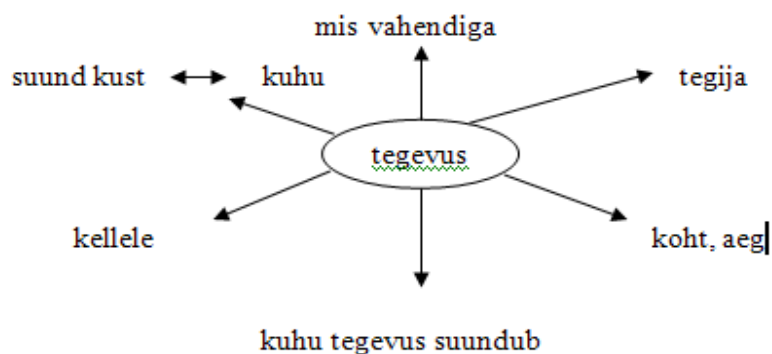 mis vahendiga
suund kust
kuhu
tegija
tegevus
kellele
koht, aeg
kuhu tegevus suundub